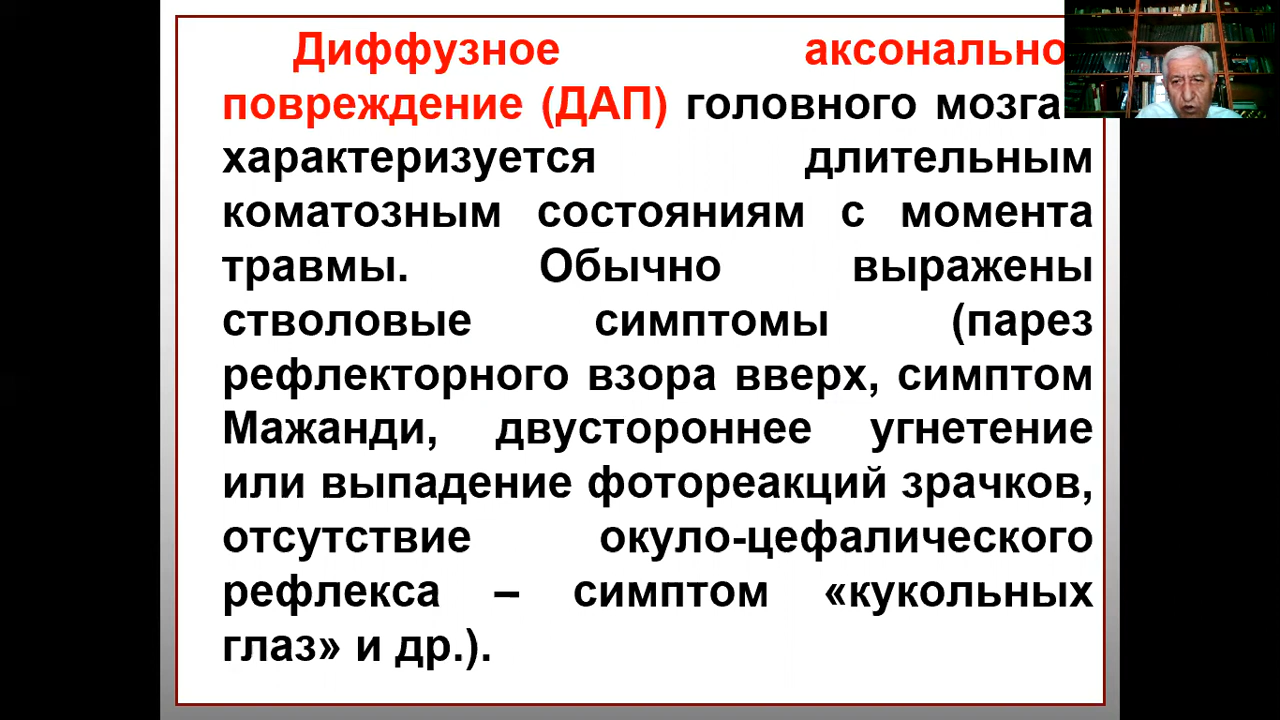 Диффузное аксонально
повреждение (ДАП) головного мозга
характеризуется длительным
коматозным состояниям с момента
травмы. Обычно выражены
стволовые симптомы (парез
рефлекторного взора вверх, симптом
Мажанди, двустороннее угнетение
или выпадение фотореакций зрачков,
отсутствие окуло-цефалического
рефлекса – симптом «кукольных
глаз» и др.).